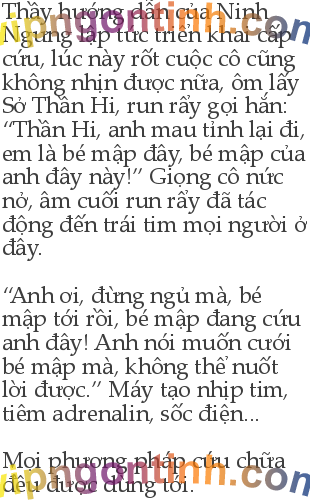 Thầy hướng dẫn của Ninh
Ngưng lập tức triển khai cấp
cứu, lúc này rốt cuộc cô cũng
không nhịn được nữa, ôm lấy
Sở Thần Hi, run rẩy gọi hắn:
“Thần Hi, anh mau tỉnh lại đi,
em là bé mập đây, bé mập của
anh đây này!” Giọng cô nức
nở, âm cuối run rẩy đã tác
động đến trái tim mọi người ở
đây.
“Anh ơi, đừng ngủ mà, bé
mập tới rồi, bé mập đang cứu
anh đây! Anh nói muốn cưới
bé mập mà, không thể nuốt
lời được.” Máy tạo nhịp tim,
tiêm adrenalin, sốc điện...
Mọi phương pháp cứu chữa
đều được dùng tới.
vipngontinh.com